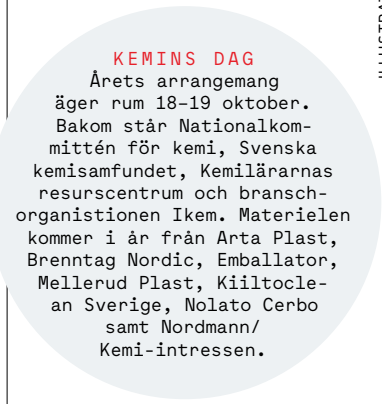 KEMINS DAG
Årets arrangemang
äger rum 18–19 oktober.
Bakom står Nationalkom-
mittén för kemi, Svenska
kemisamfundet, Kemilärarnas
resurscentrum och bransch-
organistionen Ikem. Materielen
kommer i år från Arta Plast,
Brenntag Nordic, Emballator,
Mellerud Plast, Kiiltocle-
an Sverige, Nolato Cerbo
samt Nordmann/
Kemi-intressen.